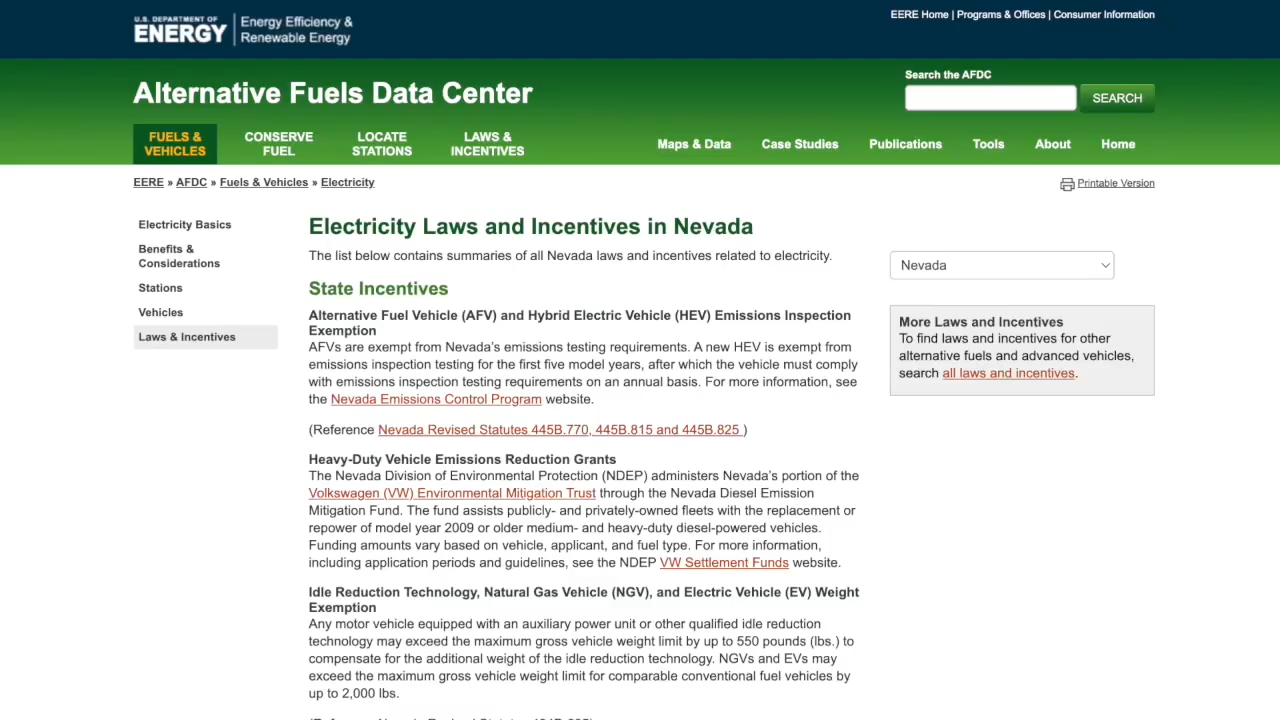 U.S. DEPARTMENT OF
ENERGY
Energy Efficiency &
Renewable Energy
EERE Home | Programs & Offices | Consumer Information
Alternative Fuels Data Center
Search the AFDC
SEARCH
FUELS &
VEHICLES
CONSERVE
FUEL
LOCATE
STATIONS
LAWS &
INCENTIVES
Maps & Data
Case Studies
Publications
Tools
About
Home
EERE » AFDC » Fuels & Vehicles » Electricity
Printable Version
Electricity Basics
Benefits &
Considerations
Stations
Vehicles
Laws & Incentives
Electricity Laws and Incentives in Nevada
The list below contains summaries of all Nevada laws and incentives related to electricity.
State Incentives
Alternative Fuel Vehicle (AFV) and Hybrid Electric Vehicle (HEV) Emissions Inspection
Exemption
AFVs are exempt from Nevada’s emissions testing requirements. A new HEV is exempt from
emissions inspection testing for the first five model years, after which the vehicle must comply
with emissions inspection testing requirements on an annual basis. For more information, see
the Nevada Emissions Control Program website.
(Reference Nevada Revised Statutes 445B.770, 445B.815 and 445B.825 )
Heavy-Duty Vehicle Emissions Reduction Grants
The Nevada Division of Environmental Protection (NDEP) administers Nevada’s portion of the
Volkswagen (VW) Environmental Mitigation Trust through the Nevada Diesel Emission
Mitigation Fund. The fund assists publicly- and privately-owned fleets with the replacement or
repower of model year 2009 or older medium- and heavy-duty diesel-powered vehicles.
Funding amounts vary based on vehicle, applicant, and fuel type. For more information,
including application periods and guidelines, see the NDEP VW Settlement Funds website.
Idle Reduction Technology, Natural Gas Vehicle (NGV), and Electric Vehicle (EV) Weight
Exemption
Any motor vehicle equipped with an auxiliary power unit or other qualified idle reduction
technology may exceed the maximum gross vehicle weight limit by up to 550 pounds (lbs.) to
compensate for the additional weight of the idle reduction technology. NGVs and EVs may
exceed the maximum gross vehicle weight limit for comparable conventional fuel vehicles by
up to 2,000 lbs.
Nevada
More Laws and Incentives
To find laws and incentives for other
alternative fuels and advanced vehicles,
search all laws and incentives.